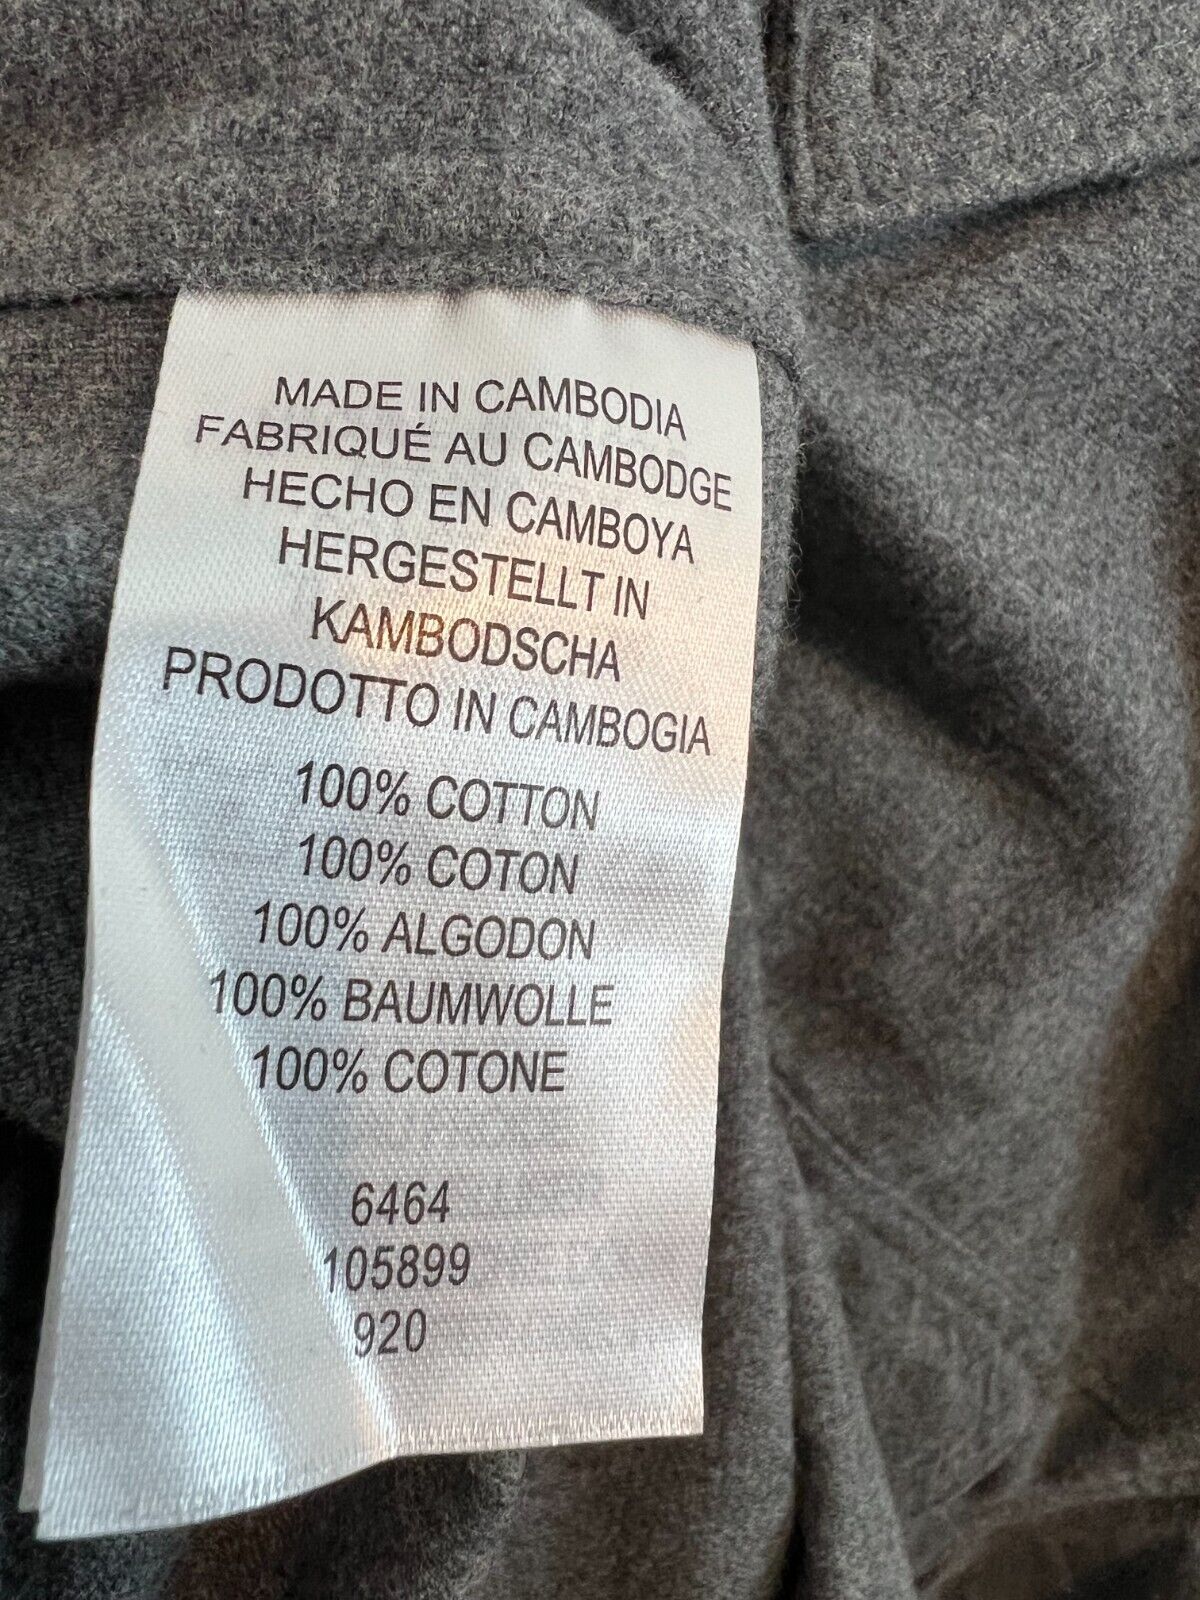 MADE IN CAMBODIA
FABRIQUÉ AU CAMBODGE
HECHO EN CAMBOYA
HERGESTELLT IN
KAMBODSCHA
PRODOTTO IN CAMBOGIA
100% COTTON
100% COTON
100% ALGODON
100% BAUMWOLLE
100% COTONE
6464
105899
920